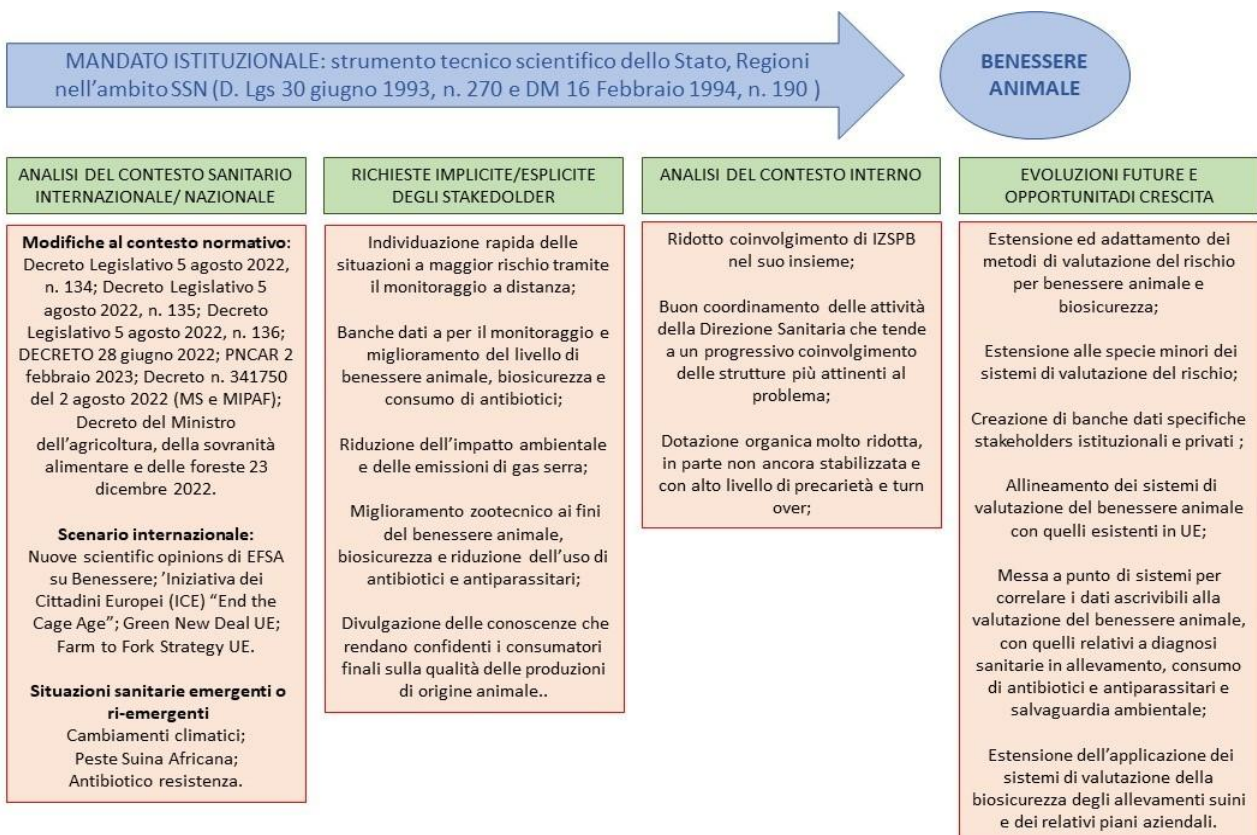 MANDATO ISTITUZIONALE: strumento tecnico scientifico dello Stato, Regioni
nell'ambito SSN (D. Lgs 30 giugno 1993, n. 270 e DM 16 Febbraio 1994, n. 190 )
BENESSERE
ANIMALE
ANALISI DEL CONTESTO SANITARIO
INTERNAZIONALE/ NAZIONALE
Modifiche al contesto normativo:
Decreto Legislativo 5 agosto 2022,
n. 134; Decreto Legislativo 5
agosto 2022, n. 135; Decreto
Legislativo 5 agosto 2022, n. 136;
DECRETO 28 giugno 2022; PNCAR 2
febbraio 2023; Decreto n. 341750
del 2 agosto 2022 (MS e MIPAF);
Decreto del Ministro
dell'agricoltura, della sovranità
alimentare e delle foreste 23
dicembre 2022.
Scenario internazionale:
Nuove scientific opinions di EFSA
su Benessere; 'Iniziativa dei
Cittadini Europei (ICE) "End the
Cage Age"; Green New Deal UE;
Farm to Fork Strategy UE.
Situazioni sanitarie emergenti o
ri-emergenti
Cambiamenti climatici;
Peste Suina Africana;
Antibiotico resistenza.
RICHIESTE IMPLICITE/ESPLICITE
DEGLI STAKEDOLDER
Individuazione rapida delle
situazioni a maggior rischio tramite
il monitoraggio a distanza;
Banche dati a per il monitoraggio e
miglioramento del livello di
benessere animale, biosicurezza e
consumo di antibiotici;
Riduzione dell'impatto ambientale
e delle emissioni di gas serra;
Miglioramento zootecnico ai fini
del benessere animale,
biosicurezza e riduzione dell'uso di
antibiotici e antiparassitari;
Divulgazione delle conoscenze che
rendano confidenti i consumatori
finali sulla qualità delle produzioni
di origine animale..
ANALISI DEL CONTESTO INTERNO
Ridotto coinvolgimento di IZSPB
nel suo insieme;
Buon coordinamento delle attività
della Direzione Sanitaria che tende
a un progressivo coinvolgimento
delle strutture più attinenti al
problema;
Dotazione organica molto ridotta,
in parte non ancora stabilizzata e
con alto livello di precarietà e turn
over;
EVOLUZIONI FUTURE E
OPPORTUNITADI CRESCITA
Estensione ed adattamento dei
metodi di valutazione del rischio
per benessere animale e
biosicurezza;
Estensione alle specie minori dei
sistemi di valutazione del rischio;
Creazione di banche dati specifiche
stakeholders istituzionali e privati ;
Allineamento dei sistemi di
valutazione del benessere animale
con quelli esistenti in UE;
Messa a punto di sistemi per
correlare i dati ascrivibili alla
valutazione del benessere animale,
con quelli relativi a diagnosi
sanitarie in allevamento, consumo
di antibiotici e antiparassitari e
salvaguardia ambientale;
Estensione dell'applicazione dei
sistemi di valutazione della
biosicurezza degli allevamenti suini
e dei relativi piani aziendali.